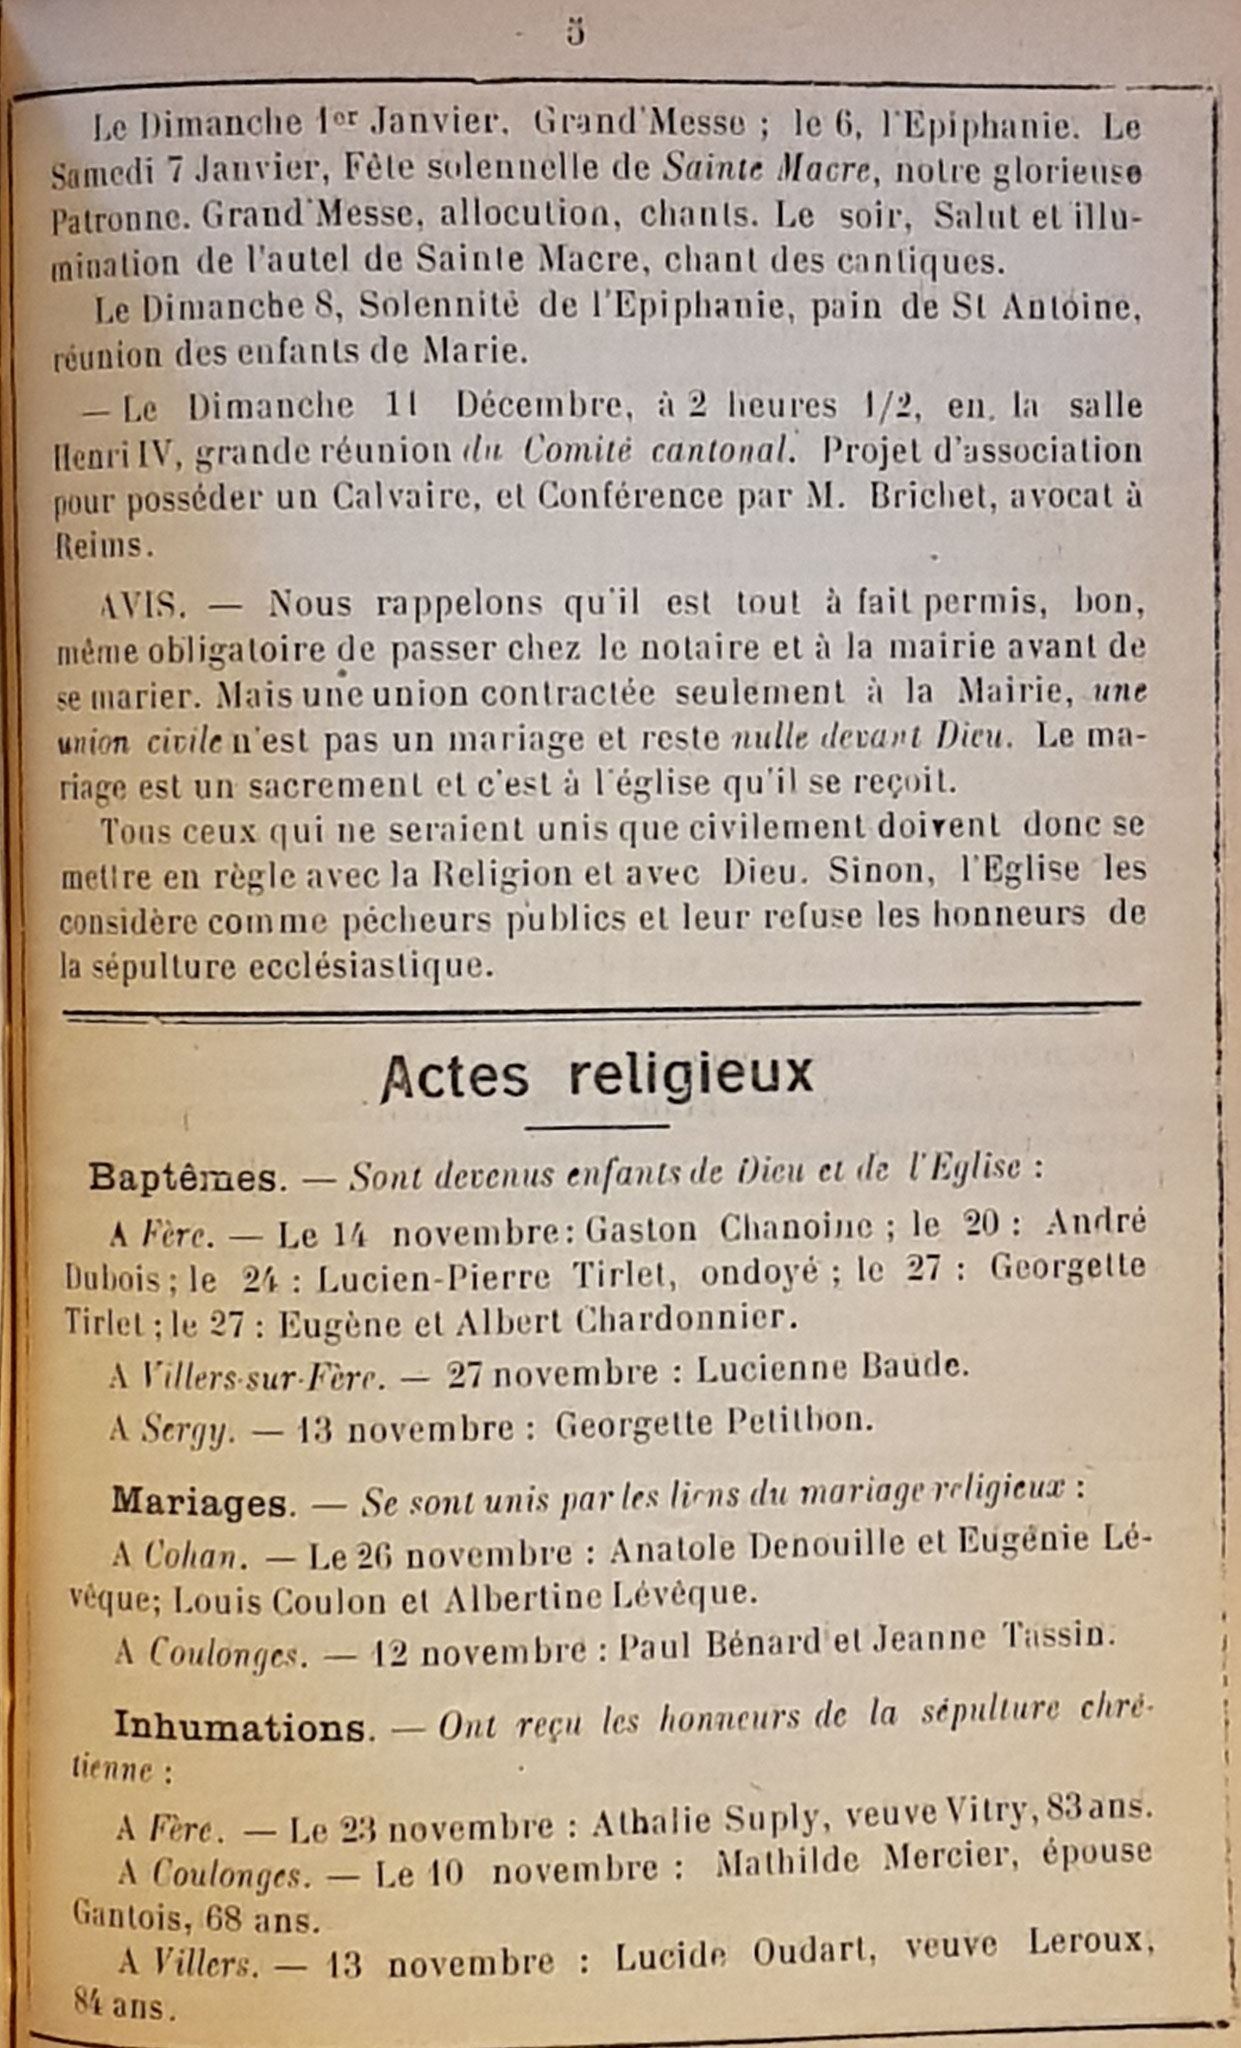 5
Le Dimanche 1er Janvier, Grand'Messe ; le 6, l'Epiphanie. Le
Samedi 7 Janvier, Fête solennelle de Sainte Macre, notre glorieuse
Patronne. Grand'Messe, allocution, chants. Le soir, Salut et illu-
mination de l'autel de Sainte Macre, chant des cantiques.
Le Dimanche 8, Solennité de l'Epiphanie, pain de St Antoine,
réunion des enfants de Marie.
— Le Dimanche 11 Décembre, à 2 heures 1/2, en la salle
Henri IV, grande réunion du Comité cantonal. Projet d'association
pour posséder un Calvaire, et Conférence par M. Brichet, avocat à
Reims.
AVIS. — Nous rappelons qu'il est tout à fait permis, bon,
même obligatoire de passer chez le notaire et à la mairie avant de
se marier. Mais une union contractée seulement à la Mairie, une
union civile n'est pas un mariage et reste nulle devant Dieu. Le ma-
riage est un sacrement et c'est à l'église qu'il se reçoit.
Tous ceux qui ne seraient unis que civilement doivent donc se
mettre en règle avec la Religion et avec Dieu. Sinon, l'Eglise les
considère comme pécheurs publics et leur refuse les honneurs de
la sépulture ecclésiastique.
Actes religieux
Baptêmes. — Sont devenus enfants de Dieu et de l'Eglise :
A Fère. — Le 14 novembre : Gaston Chanoine ; le 20 : André
Dubois ; le 24 : Lucien-Pierre Tirlet, ondoyé ; le 27 : Georgette
Tirlet ; le 27 : Eugène et Albert Chardonnier.
A Villers-sur-Fère. — 27 novembre : Lucienne Baude.
A Sergy. — 13 novembre : Georgette Petitbon.
Mariages. — Se sont unis par les liens du mariage religieux :
A Cohan. — Le 26 novembre : Anatole Denouille et Eugénie Lé-
vêque; Louis Coulon et Albertine Lévêque.
A Coulonges. — 12 novembre : Paul Bénard et Jeanne Tassin.
Inhumations. — Ont reçu les honneurs de la sépulture chré-
tienne :
A Fère. — Le 23 novembre : Athalie Suply, veuve Vitry, 83 ans.
A Coulonges. — Le 10 novembre : Mathilde Mercier, épouse
Gantois, 68 ans.
A Villers. — 13 novembre : Lucide Oudart, veuve Leroux,
84 ans.